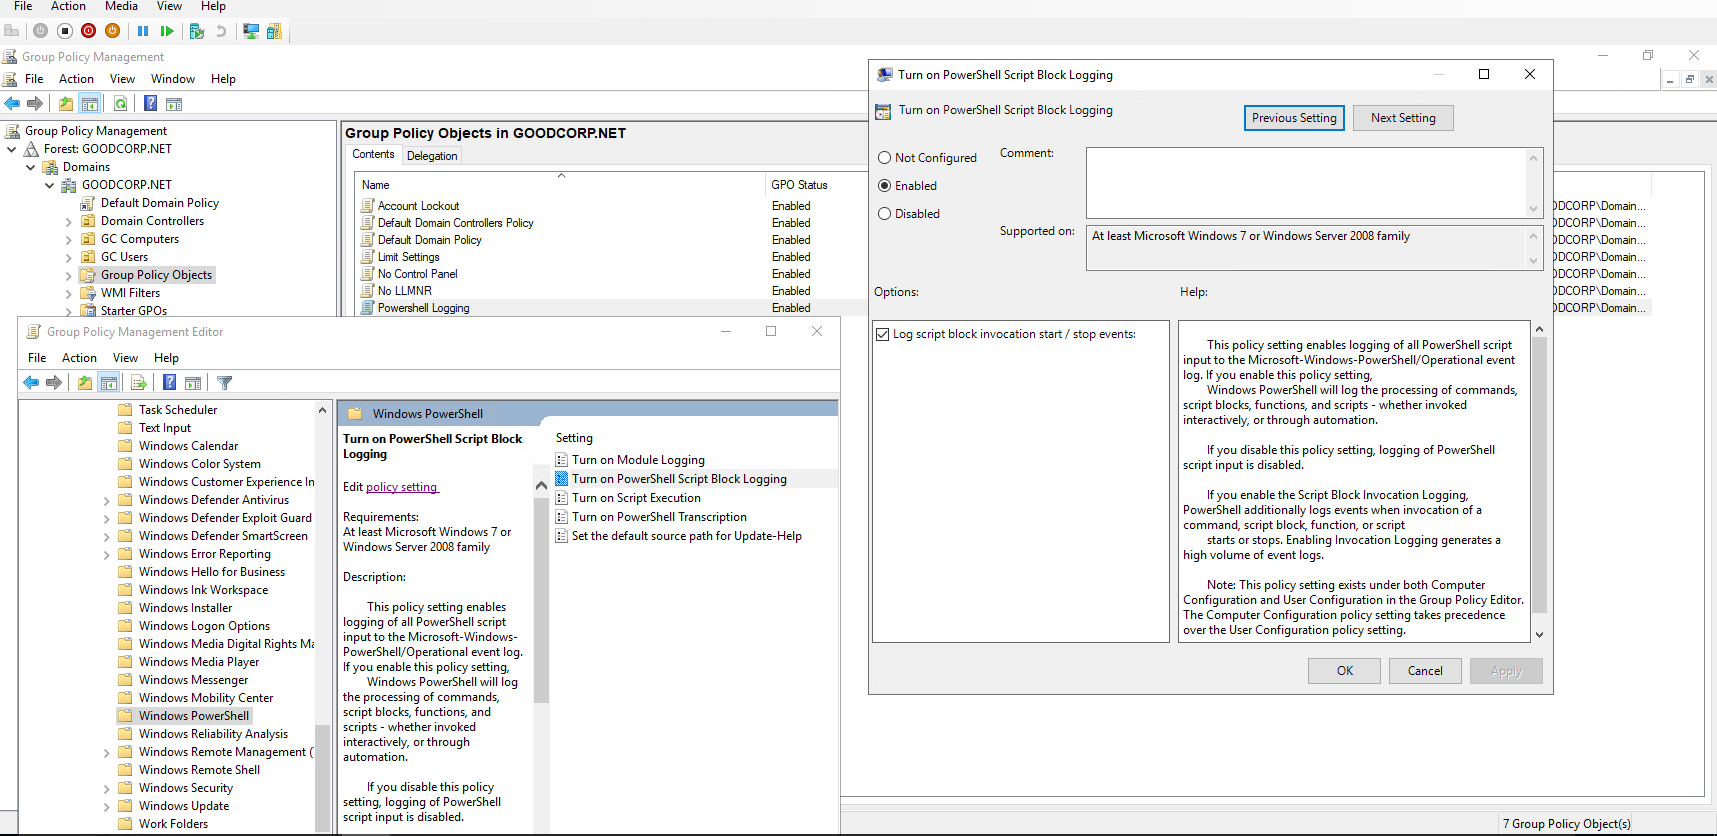 File Action Media View Help
Group Policy Management
File Action View Window Help
Group Policy Management
Forest: GOODCORP.NET
Domains
GOODCORP.NET
Default Domain Policy
Domain Controllers
GC Computers
GC Users
Group Policy Objects
WMI Filters
Starter GPOs
Group Policy Objects in GOODCORP.NET
Contents Delegation
Name GPO Status
Account Lockout Enabled
Default Domain Controllers Policy Enabled
Default Domain Policy Enabled
Limit Settings Enabled
No Control Panel Enabled
No LLMNR Enabled
Powershell Logging Enabled
DCORP\Domain...
DCORP\Domain...
DCORP\Domain...
DCORP\Domain...
DCORP\Domain...
DCORP\Domain...
DCORP\Domain...
7 Group Policy Object(s)
Group Policy Management Editor
File Action View Help
Task Scheduler
Text Input
Windows Calendar
Windows Color System
Windows Customer Experience In
Windows Defender Antivirus
Windows Defender Exploit Guard
Windows Defender SmartScreen
Windows Error Reporting
Windows Hello for Business
Windows Ink Workspace
Windows Installer
Windows Logon Options
Windows Media Digital Rights Ma
Windows Media Player
Windows Messenger
Windows Mobility Center
Windows PowerShell
Windows Reliability Analysis
Windows Remote Management (
Windows Remote Shell
Windows Security
Windows Update
Work Folders
Windows PowerShell
Turn on PowerShell Script Block
Logging
Edit policy setting
Requirements:
At least Microsoft Windows 7 or
Windows Server 2008 family
Description:
This policy setting enables
logging of all PowerShell script
input to the Microsoft-Windows-
PowerShell/Operational event log.
If you enable this policy setting,
Windows PowerShell will log
the processing of commands,
script blocks, functions, and
scripts - whether invoked
interactively, or through
automation.
If you disable this policy
setting, logging of PowerShell
script input is disabled.
Setting
Turn on Module Logging
Turn on PowerShell Script Block Logging
Turn on Script Execution
Turn on PowerShell Transcription
Set the default source path for Update-Help
Turn on PowerShell Script Block Logging
Turn on PowerShell Script Block Logging
Previous Setting Next Setting
Not Configured
Enabled
Disabled
Comment:
Supported on:
At least Microsoft Windows 7 or Windows Server 2008 family
Options: Help:
Log script block invocation start / stop events:
This policy setting enables logging of all PowerShell script
input to the Microsoft-Windows-PowerShell/Operational event
log. If you enable this policy setting,
Windows PowerShell will log the processing of commands,
script blocks, functions, and scripts - whether invoked
interactively, or through automation.
If you disable this policy setting, logging of PowerShell
script input is disabled.
If you enable the Script Block Invocation Logging,
PowerShell additionally logs events when invocation of a
command, script block, function, or script
starts or stops. Enabling Invocation Logging generates a
high volume of event logs.
Note: This policy setting exists under both Computer
Configuration and User Configuration in the Group Policy Editor.
The Computer Configuration policy setting takes precedence
over the User Configuration policy setting.
OK Cancel Apply